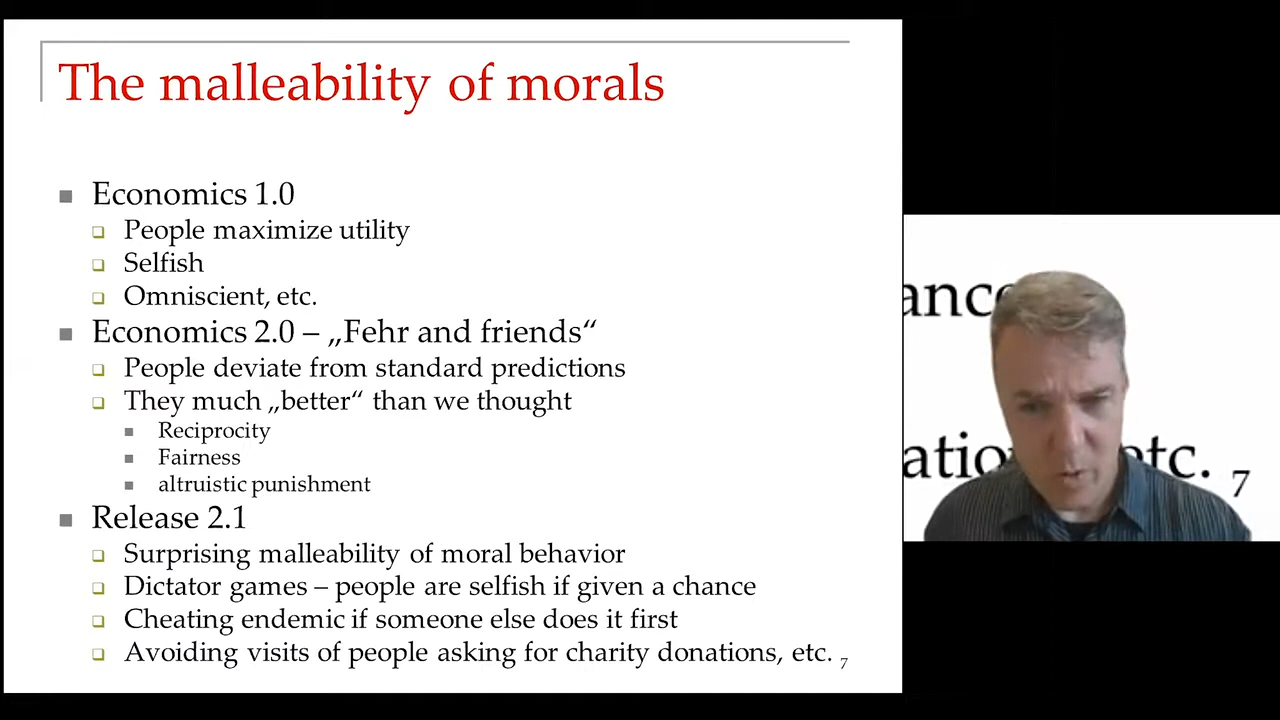 The malleability of morals
Economics 1.0
People maximize utility
Selfish
Omniscient, etc.
Economics 2.0 – „Fehr and friends“
People deviate from standard predictions
They much „better“ than we thought
Reciprocity
Fairness
altruistic punishment
Release 2.1
Surprising malleability of moral behavior
Dictator games – people are selfish if given a chance
Cheating endemic if someone else does it first
Avoiding visits of people asking for charity donations, etc. 7
etc. 7